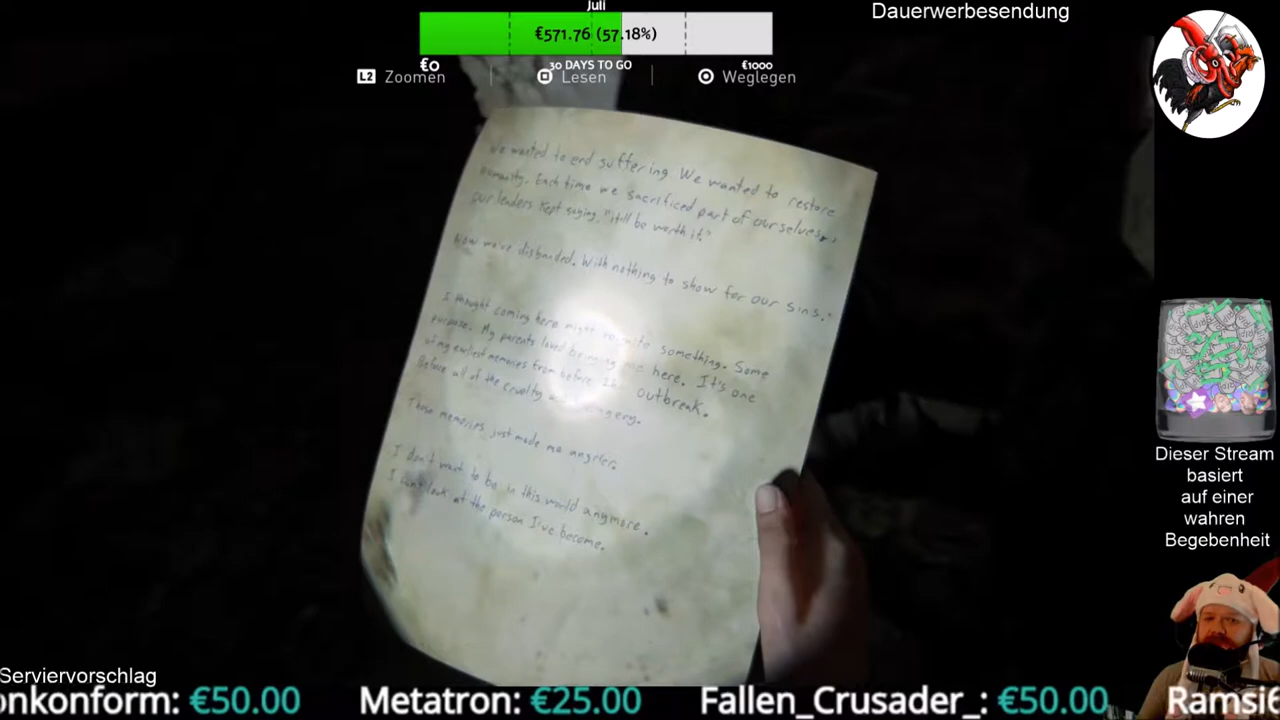 Juli
€571.76 (57.18%)
€0
30 DAYS TO GO
€1000
L2 Zoomen
Lesen
Weglegen
Dauerwerbesendung
We wanted to end suffering. We wanted to restore
humanity. Each time we sacrificed part of ourselves,
our leaders kept saying, "it'll be worth it."
Now we've disbanded. With nothing to show for our sins.
I thought coming here might to something. Some
purpose. My parents loved bringing me here. It's one
of my earliest memories from before the outbreak.
Before all of the cruelty
Those memories just made me angrier.
I don't want to be in this world anymore.
I can't look at the person I've become.
Dieser Stream
basiert
auf einer
wahren
Begebenheit
Serviervorschlag
onkonform: €50.00 Metatron: €25.00 Fallen_Crusader_: €50.00 Ramsi6